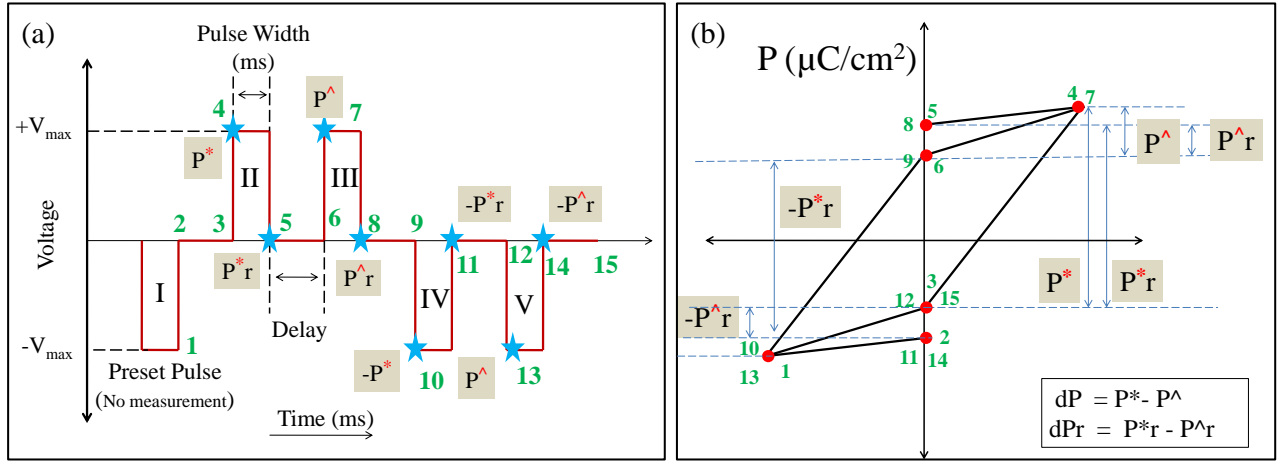 (a)
Pulse Width
(ms)
4
P^
7
+Vmax
P*
II
III
Voltage
2
3
5
6
8
9
-P*r
-P^r
P*r
P^r
11
12
14
15
I
IV
V
Delay
-Vmax
1
Preset Pulse
(No measurement)
-P*
10
P^
13
Time (ms)
(b)
P (μC/cm2)
4 7
5
8
P^
P^r
9
6
-P*r
3
P*
P*r
12
15
-P^r
10
2
11
13
1
14
dP = P*- P^
dPr = P*r - P^r